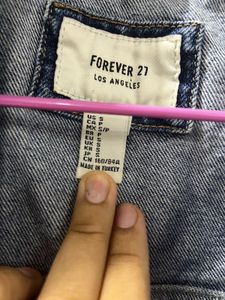 FOREVER 21
LOS ANGELES
US S
CA P
MX S/P
BR P
EU S
UK S
KR S
JP S
CN 160/84A
MADE IN TURKEY